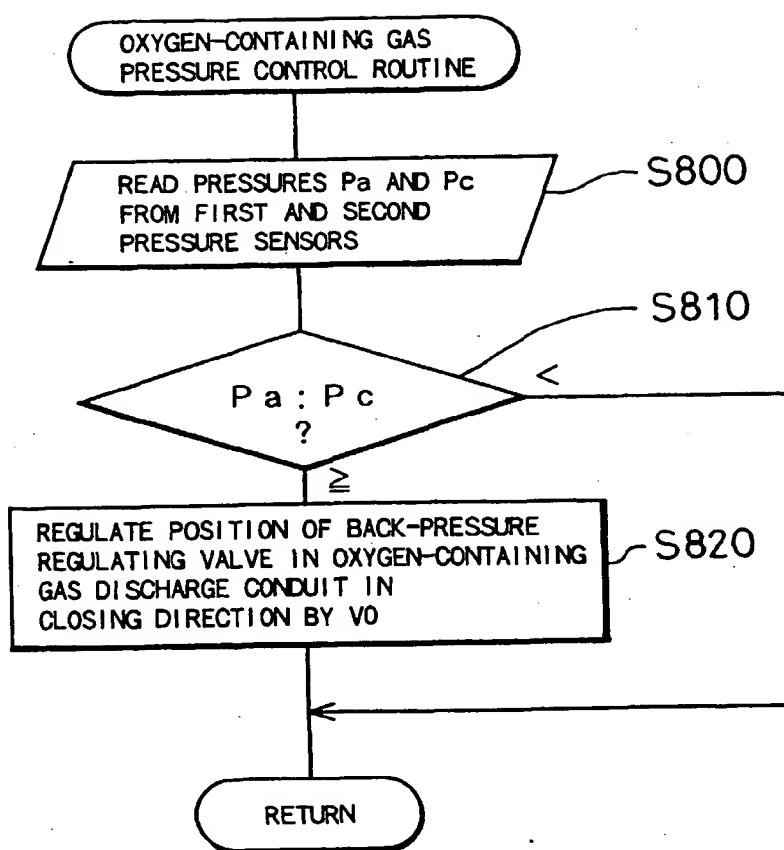 OXYGEN-CONTAINING GAS
PRESSURE CONTROL ROUTINE
READ PRESSURES Pa AND Pc
FROM FIRST AND SECOND
PRESSURE SENSORS
S800
S810
Pa : Pc
?
<
≧
REGULATE POSITION OF BACK-PRESSURE
REGULATING VALVE IN OXYGEN-CONTAINING
GAS DISCHARGE CONDUIT IN
CLOSING DIRECTION BY V0
S820
RETURN